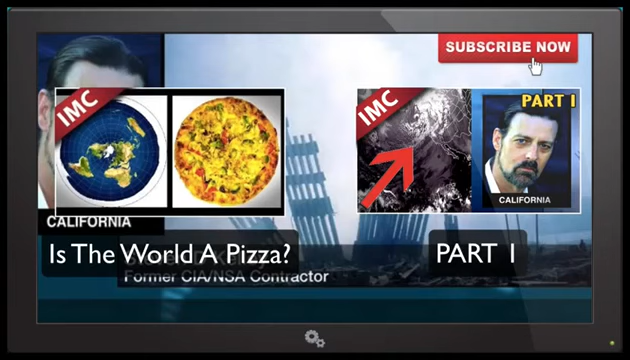 SUBSCRIBE NOW
IMC
IMC
PART 1
CALIFORNIA
CALIFORNIA
Is The World A Pizza?
PART 1
Former CIA/NSA Contractor